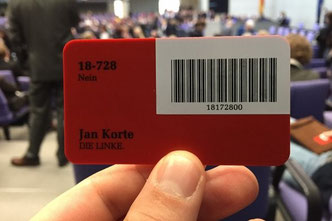 18-728
Nein
18172800
Jan Korte
DIE LINKE.